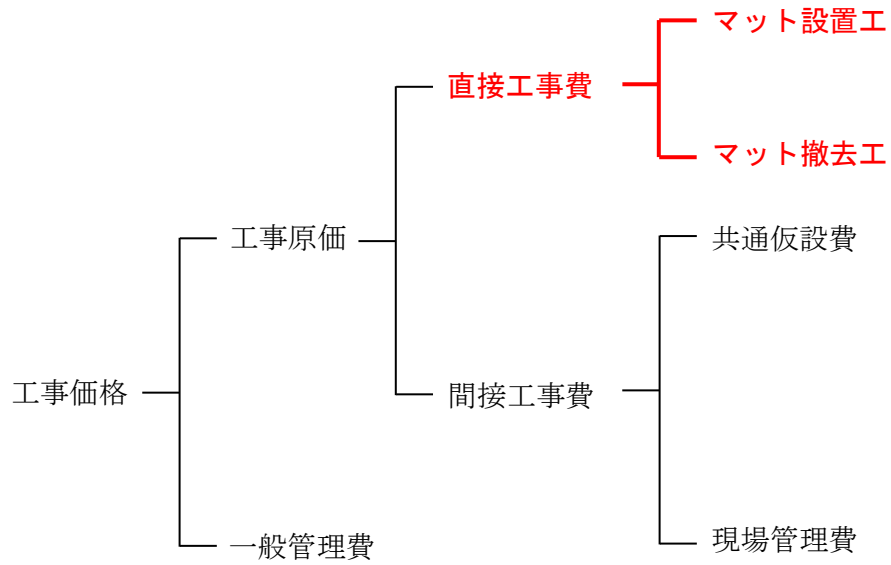 マット設置工
直接工事費
マット撤去工
工事原価
共通仮設費
工事価格
間接工事費
一般管理費
現場管理費